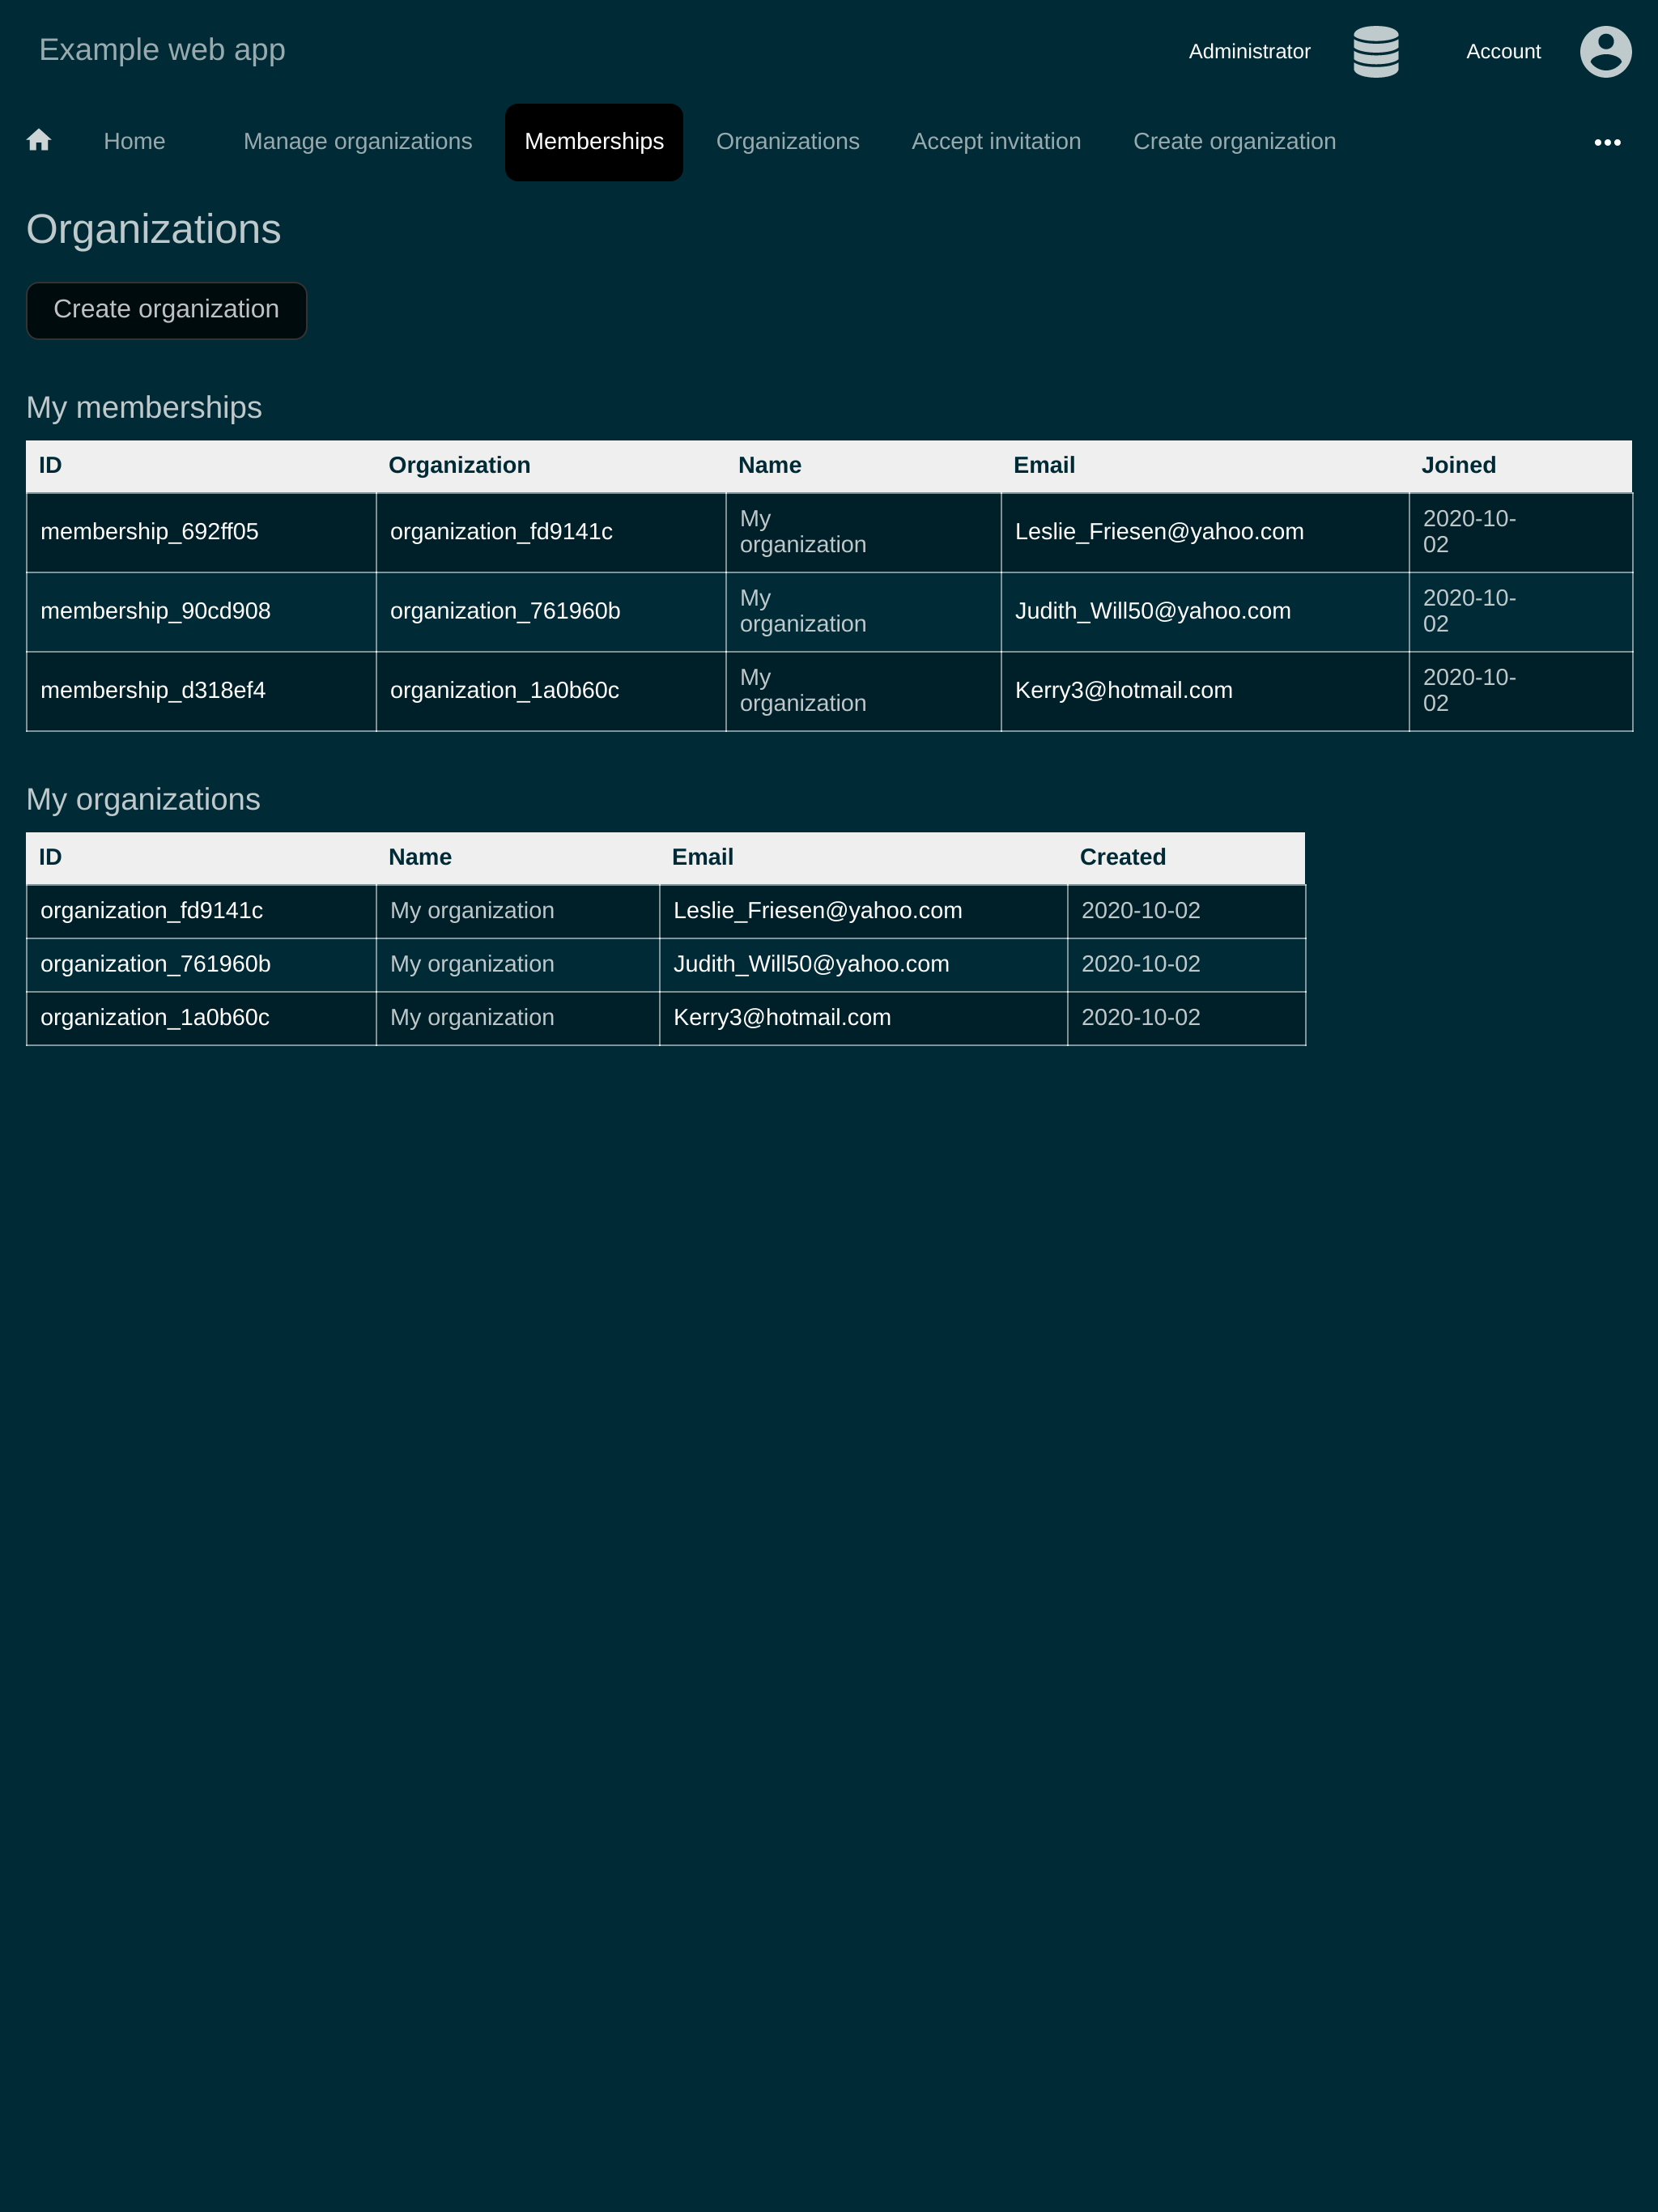 Example web app
Administrator
Account
Home
Manage organizations
Memberships
Organizations
Accept invitation
Create organization
Organizations
Create organization
My memberships
ID Organization Name Email Joined
membership_692ff05 organization_fd9141c My organization Leslie_Friesen@yahoo.com 2020-10-02
membership_90cd908 organization_761960b My organization Judith_Will50@yahoo.com 2020-10-02
membership_d318ef4 organization_1a0b60c My organization Kerry3@hotmail.com 2020-10-02
My organizations
ID Name Email Created
organization_fd9141c My organization Leslie_Friesen@yahoo.com 2020-10-02
organization_761960b My organization Judith_Will50@yahoo.com 2020-10-02
organization_1a0b60c My organization Kerry3@hotmail.com 2020-10-02